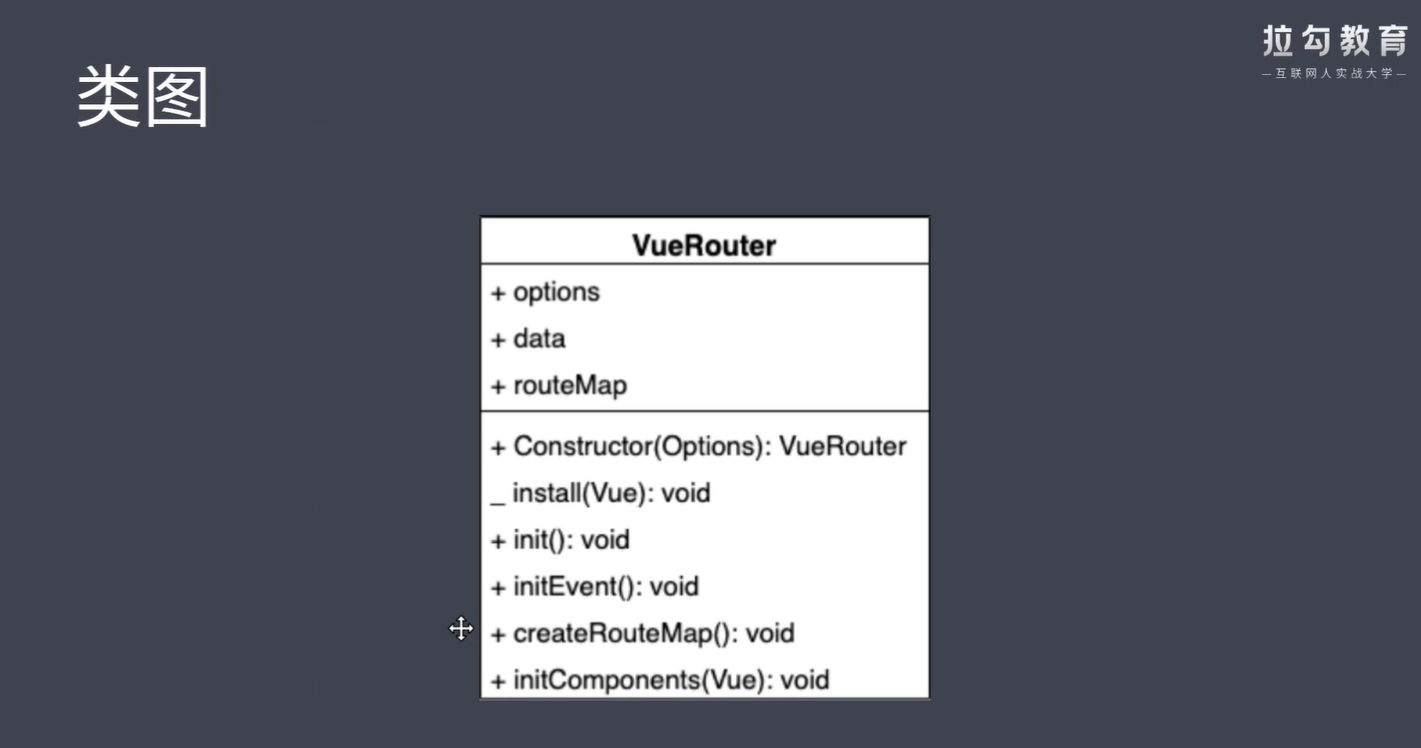 拉勾教育
—互联网人实战大学—
类图
VueRouter
+ options
+ data
+ routeMap
+ Constructor(Options): VueRouter
_ install(Vue): void
+ init(): void
+ initEvent(): void
+ createRouteMap(): void
+ initComponents(Vue): void